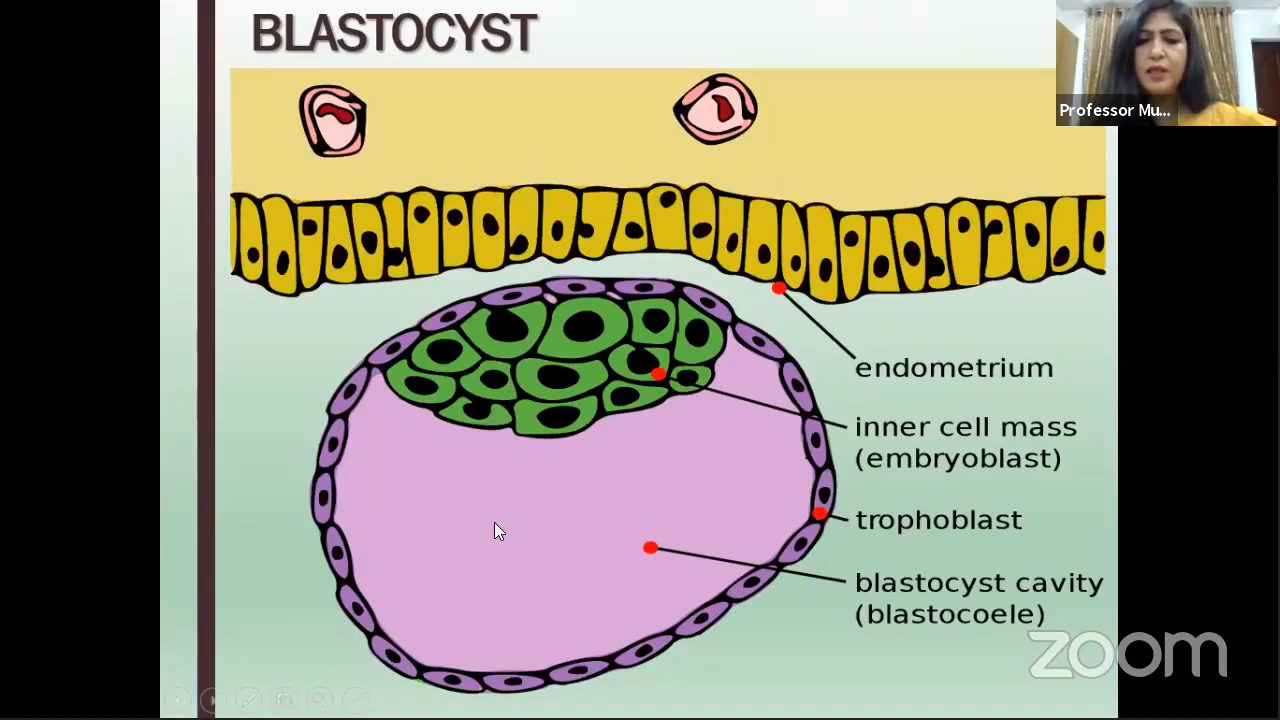 BLASTOCYST
Professor Mu...
endometrium
inner cell mass
(embryoblast)
trophoblast
blastocyst cavity
(blastocoele)
zoom